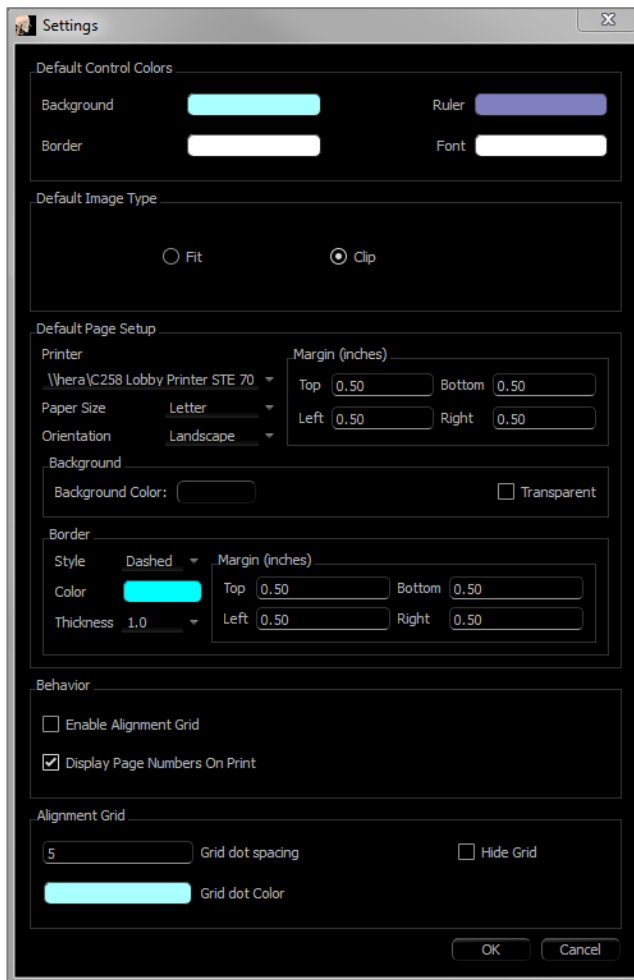 Settings
Default Control Colors
Background Ruler
Border Font
Default Image Type
Fit Clip
Default Page Setup
Printer Margin (inches)
\\hera\C258 Lobby Printer STE 70
Top 0.50 Bottom 0.50
Paper Size Letter
Left 0.50 Right 0.50
Orientation Landscape
Background
Background Color: Transparent
Border
Style Dashed Margin (inches)
Color Top 0.50 Bottom 0.50
Thickness 1.0 Left 0.50 Right 0.50
Behavior
Enable Alignment Grid
Display Page Numbers On Print
Alignment Grid
5 Grid dot spacing Hide Grid
Grid dot Color
OK Cancel